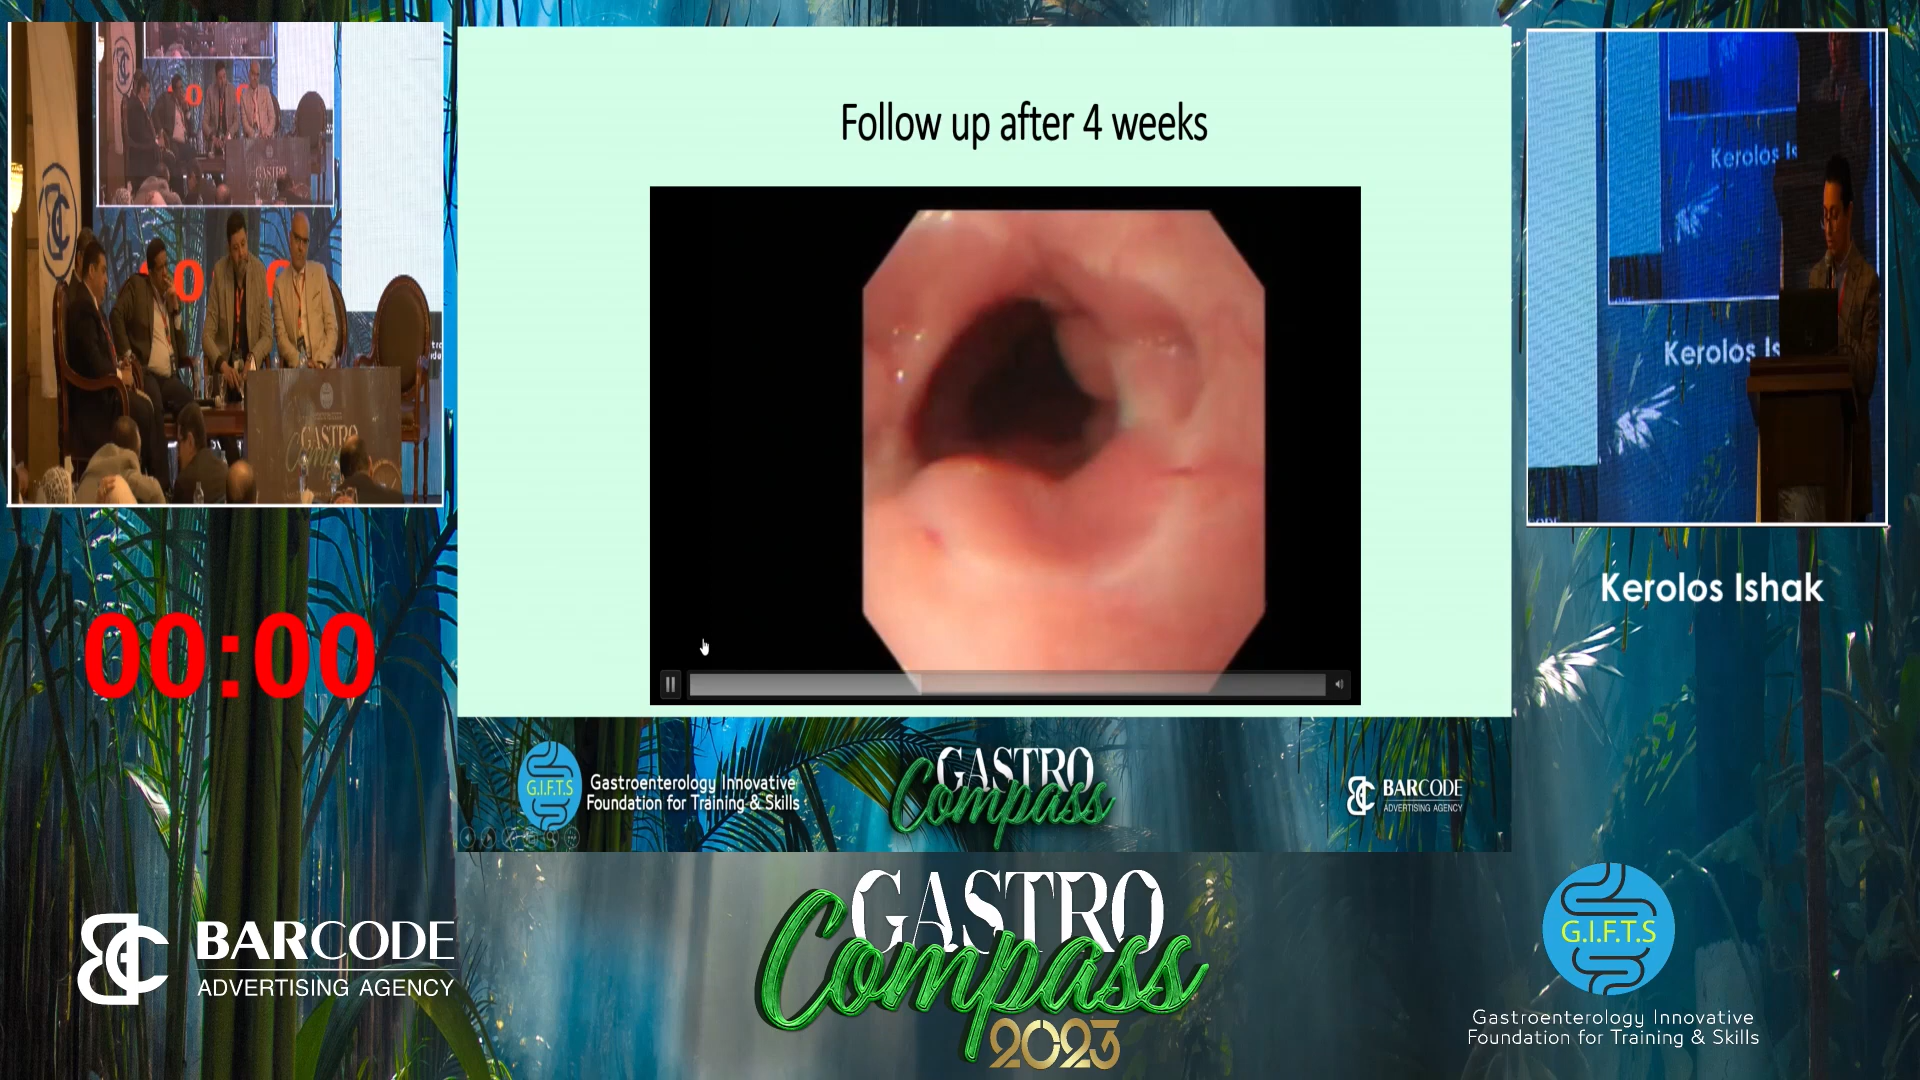 Follow up after 4 weeks
Kerolos Is
Kerolos Is
Kerolos Ishak
00:00
G.I.F.T.S
Gastroenterology Innovative
Foundation for Training & Skills
GASTRO
Compass
BARCODE
ADVERTISING AGENCY
GASTRO
BARCODE
ADVERTISING AGENCY
GASTRO
Compass
2023
G.I.F.T.S
Gastroenterology Innovative
Foundation for Training & Skills